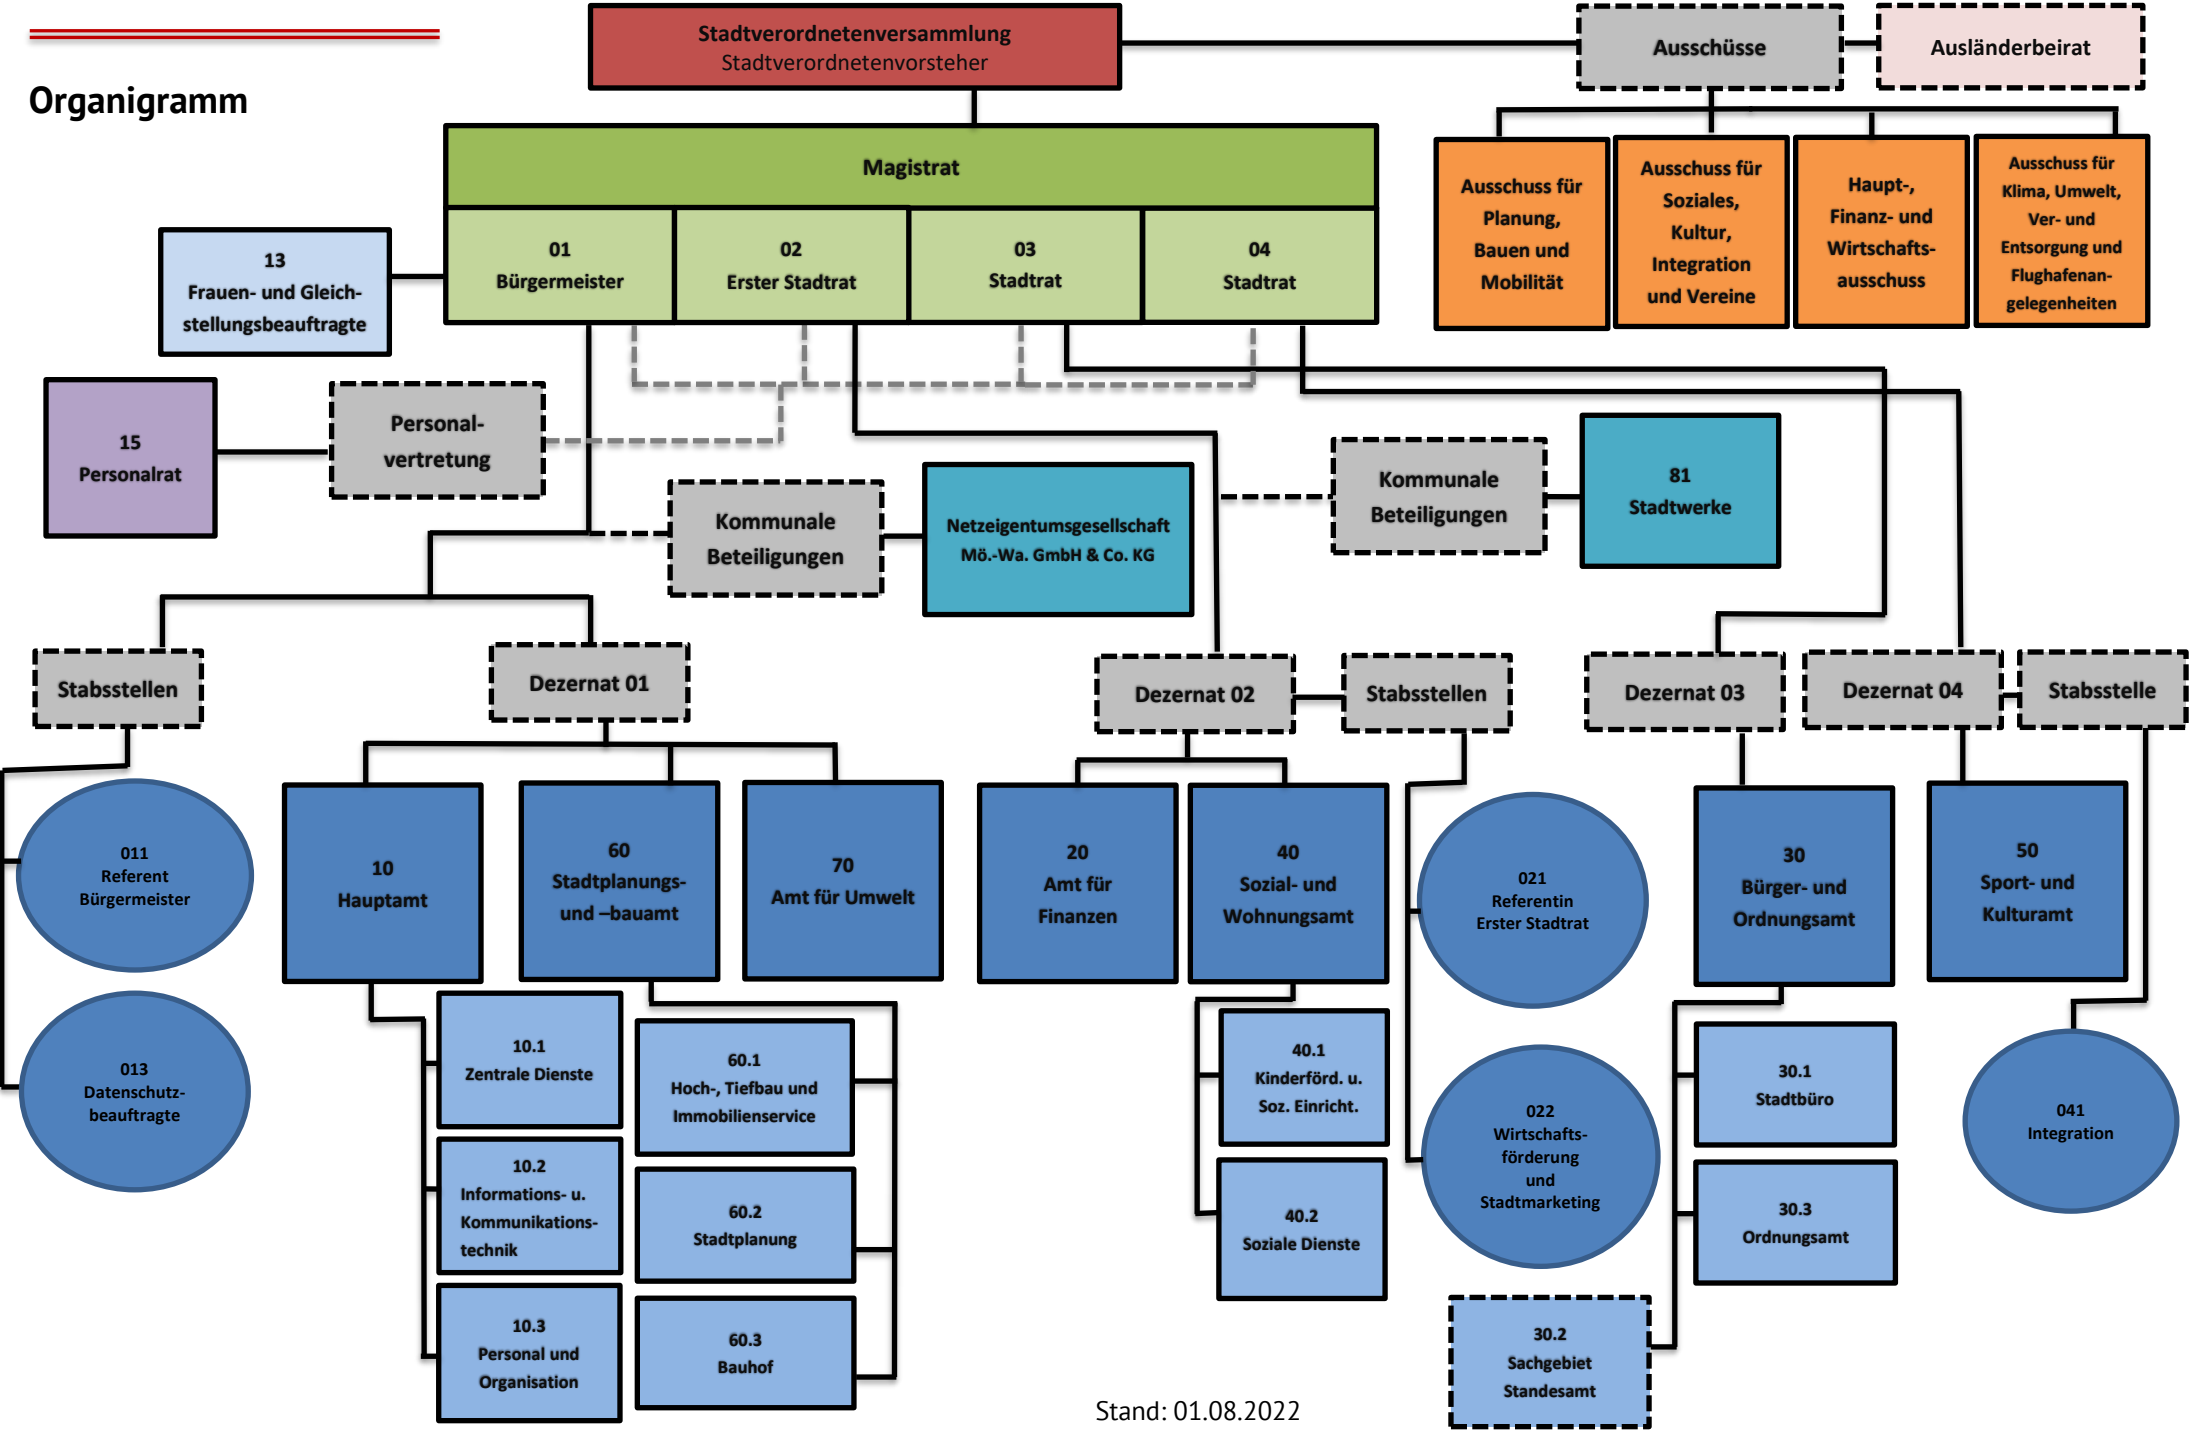 Organigramm
Stadtverordnetenversammlung
Stadtverordnetenvorsteher
Ausschüsse
Ausländerbeirat
Magistrat
01
Bürgermeister
02
Erster Stadtrat
03
Stadtrat
04
Stadtrat
Ausschuss für
Planung,
Bauen und
Mobilität
Ausschuss für
Soziales,
Kultur,
Integration
und Vereine
Haupt-,
Finanz- und
Wirtschafts-
ausschuss
Ausschuss für
Klima, Umwelt,
Ver- und
Entsorgung und
Flughafenan-
gelegenheiten
13
Frauen- und Gleich-
stellungsbeauftragte
15
Personalrat
Personal-
vertretung
Kommunale
Beteiligungen
Netzeigentumsgesellschaft
Mö.-Wa. GmbH & Co. KG
Kommunale
Beteiligungen
81
Stadtwerke
Stabsstellen
Dezernat 01
Dezernat 02
Stabsstellen
Dezernat 03
Dezernat 04
Stabsstelle
011
Referent
Bürgermeister
013
Datenschutz-
beauftragte
10
Hauptamt
60
Stadtplanungs-
und –bauamt
70
Amt für Umwelt
20
Amt für
Finanzen
40
Sozial- und
Wohnungsamt
021
Referentin
Erster Stadtrat
022
Wirtschafts-
förderung
und
Stadtmarketing
30
Bürger- und
Ordnungsamt
50
Sport- und
Kulturamt
041
Integration
10.1
Zentrale Dienste
10.2
Informations- u.
Kommunikations-
technik
10.3
Personal und
Organisation
60.1
Hoch-, Tiefbau und
Immobilienservice
60.2
Stadtplanung
60.3
Bauhof
40.1
Kinderförd. u.
Soz. Einricht.
40.2
Soziale Dienste
30.1
Stadtbüro
30.3
Ordnungsamt
30.2
Sachgebiet
Standesamt
Stand: 01.08.2022